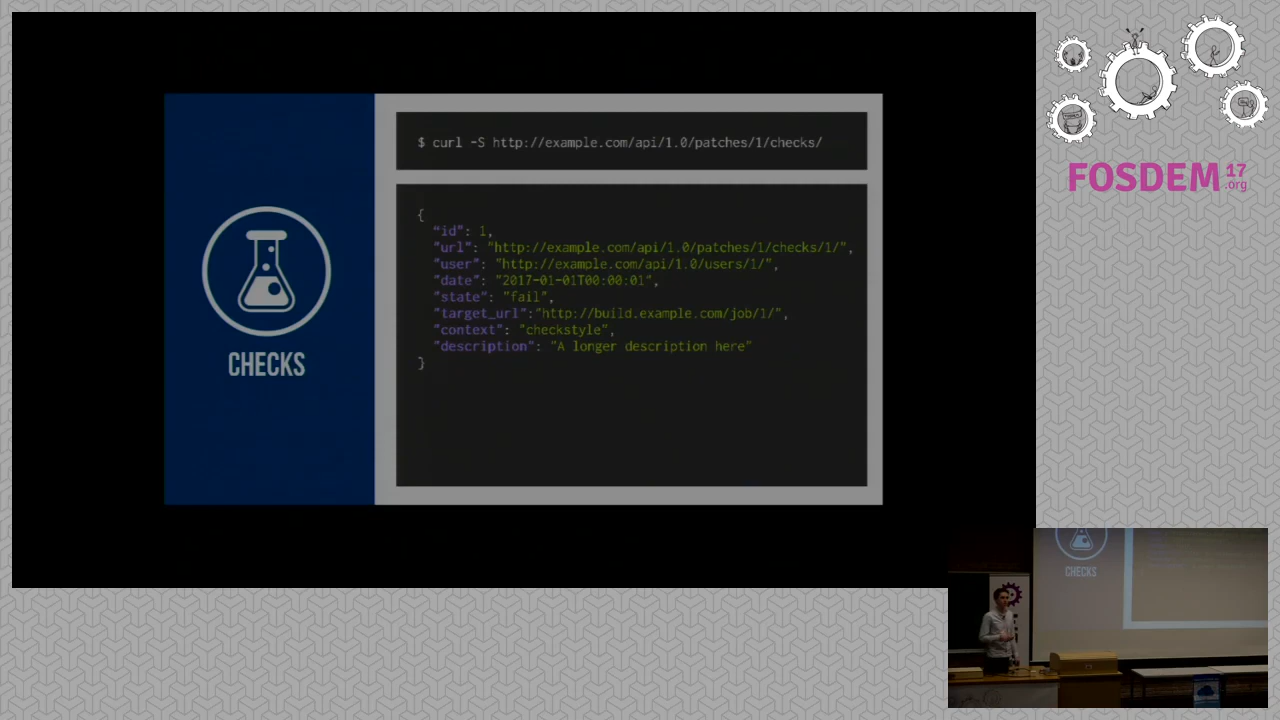 $ curl -S http://example.com/api/1.0/patches/1/checks/
{
"id": 1,
"url": "http://example.com/api/1.0/patches/1/checks/1/",
"user": "http://example.com/api/1.0/users/1/",
"date": "2017-01-01T00:00:01",
"state": "fail",
"target_url":"http://build.example.com/job/1/",
"context": "checkstyle",
"description": "A longer description here"
}
CHECKS
FOSDEM 17
.org
CHECKS